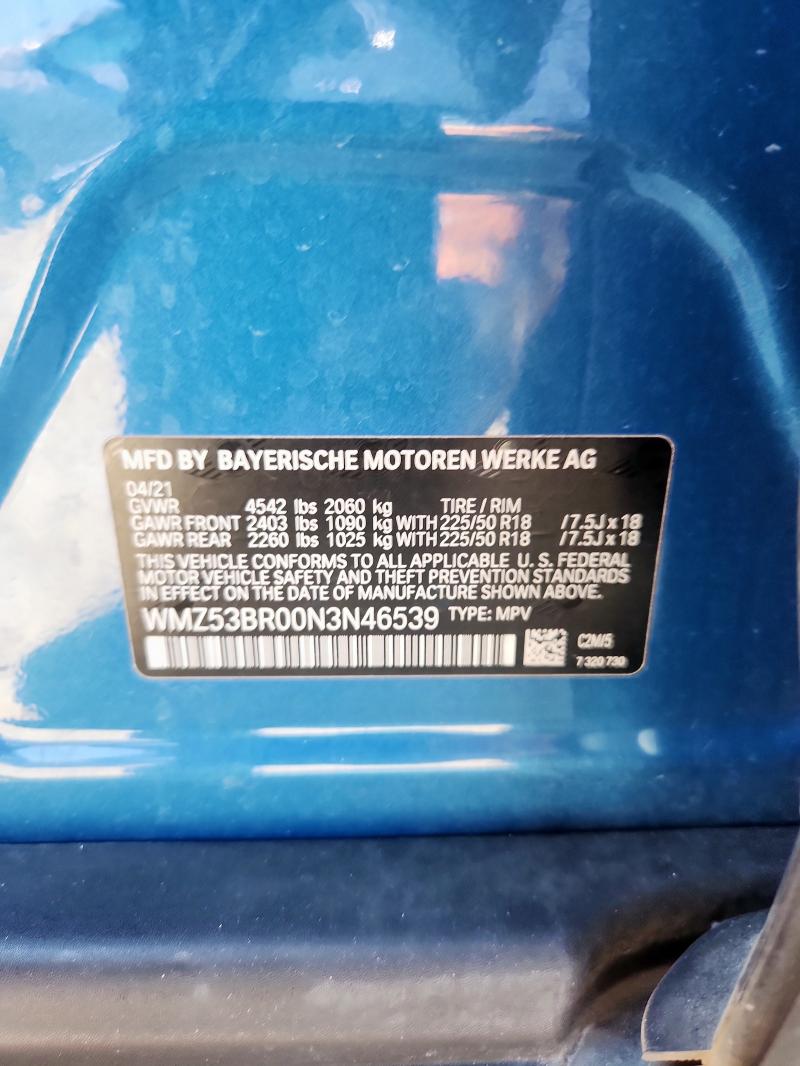 MFD BY BAYERISCHE MOTOREN WERKE AG
04/21
GVWR 4542 lbs 2060 kg TIRE / RIM
GAWR FRONT 2403 lbs 1090 kg WITH 225/50 R18 /7.5J x 18
GAWR REAR 2260 lbs 1025 kg WITH 225/50 R18 /7.5J x 18
THIS VEHICLE CONFORMS TO ALL APPLICABLE U. S. FEDERAL
MOTOR VEHICLE SAFETY AND THEFT PREVENTION STANDARDS
IN EFFECT ON THE DATE OF MANUFACTURE SHOWN ABOVE.
WMZ53BR00N3N46539 TYPE: MPV
C2M/5
7 320 730